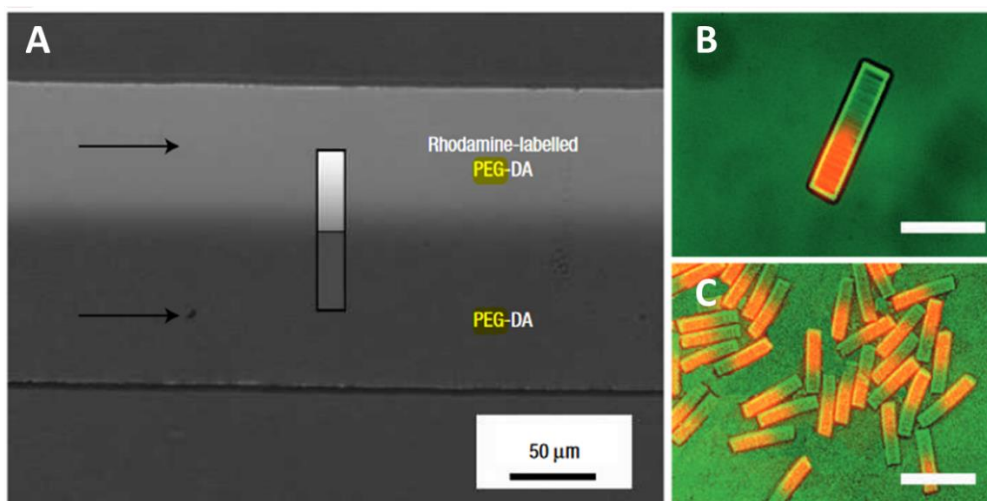 A
Rhodamine-labelled
PEG-DA
PEG-DA
50 μm
B
C